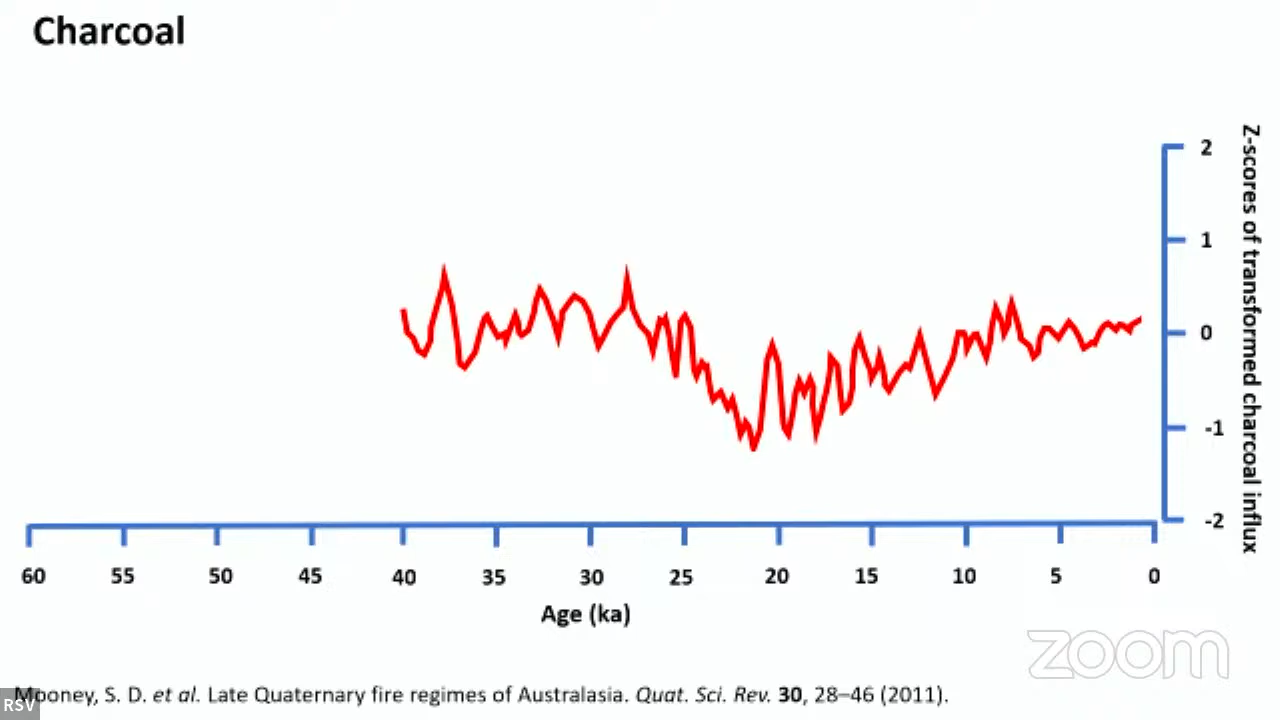 Charcoal
2
1
0
-1
-2
Z-scores of transformed charcoal influx
60 55 50 45 40 35 30 25 20 15 10 5 0
Age (ka)
zoom
Mooney, S. D. et al. Late Quaternary fire regimes of Australasia. Quat. Sci. Rev. 30, 28–46 (2011).
RSV